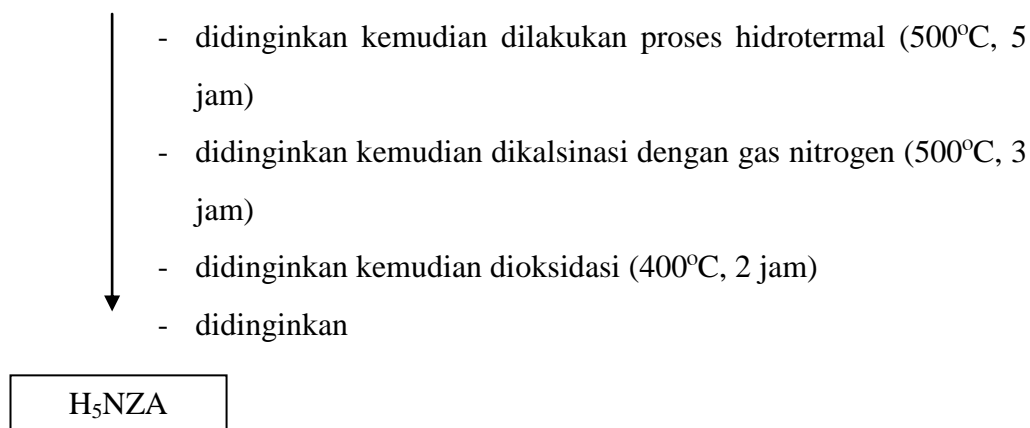 - didinginkan kemudian dilakukan proses hidrotermal (500°C, 5
jam)
- didinginkan kemudian dikalsinasi dengan gas nitrogen (500°C, 3
jam)
- didinginkan kemudian dioksidasi (400°C, 2 jam)
- didinginkan
H₅NZA